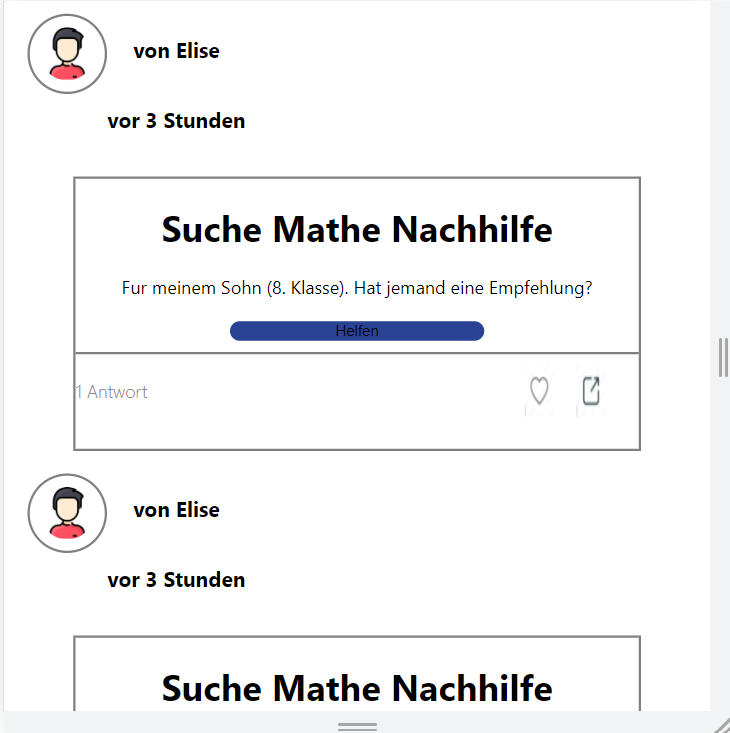 von Elise
vor 3 Stunden
Suche Mathe Nachhilfe
Fur meinem Sohn (8. Klasse). Hat jemand eine Empfehlung?
Helfen
1 Antwort
von Elise
vor 3 Stunden
Suche Mathe Nachhilfe